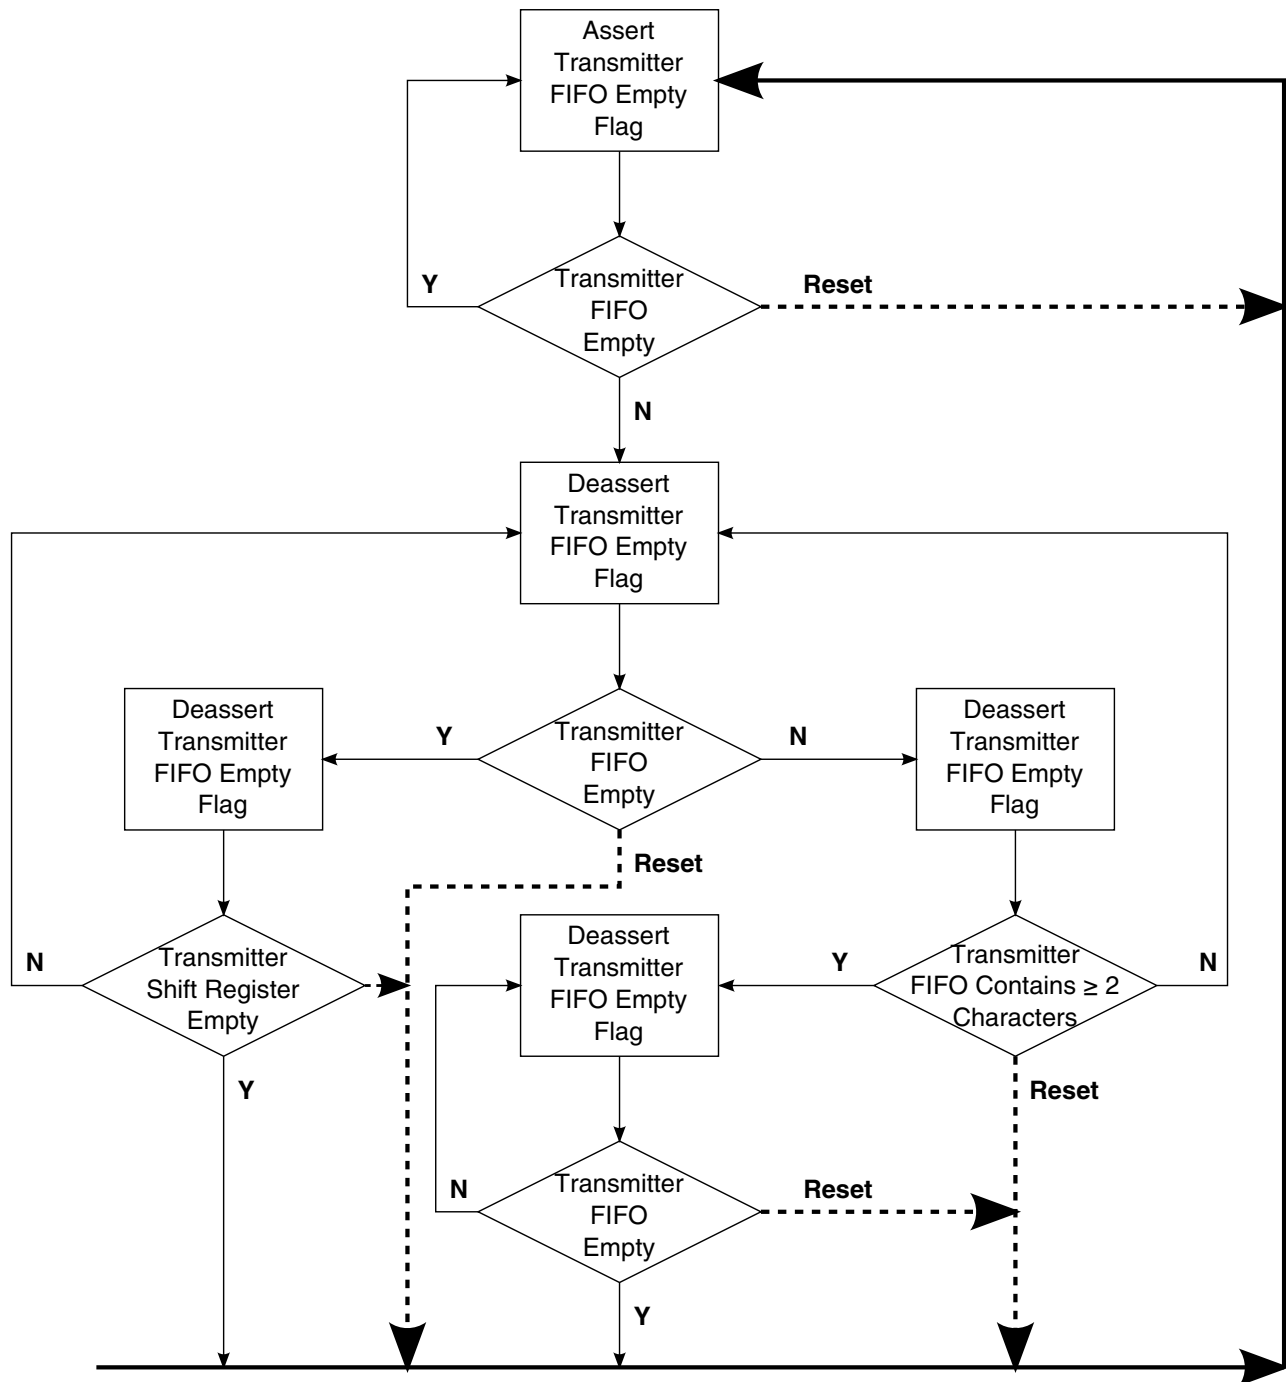 Assert
Transmitter
FIFO Empty
Flag
Y
Transmitter
FIFO
Empty
Reset
N
Deassert
Transmitter
FIFO Empty
Flag
Deassert
Transmitter
FIFO Empty
Flag
Y
Transmitter
FIFO
Empty
N
Deassert
Transmitter
FIFO Empty
Flag
Reset
N
Transmitter
Shift Register
Empty
Deassert
Transmitter
FIFO Empty
Flag
Y
Transmitter
FIFO Contains ≥ 2
Characters
N
Y
Reset
N
Transmitter
FIFO
Empty
Reset
Y